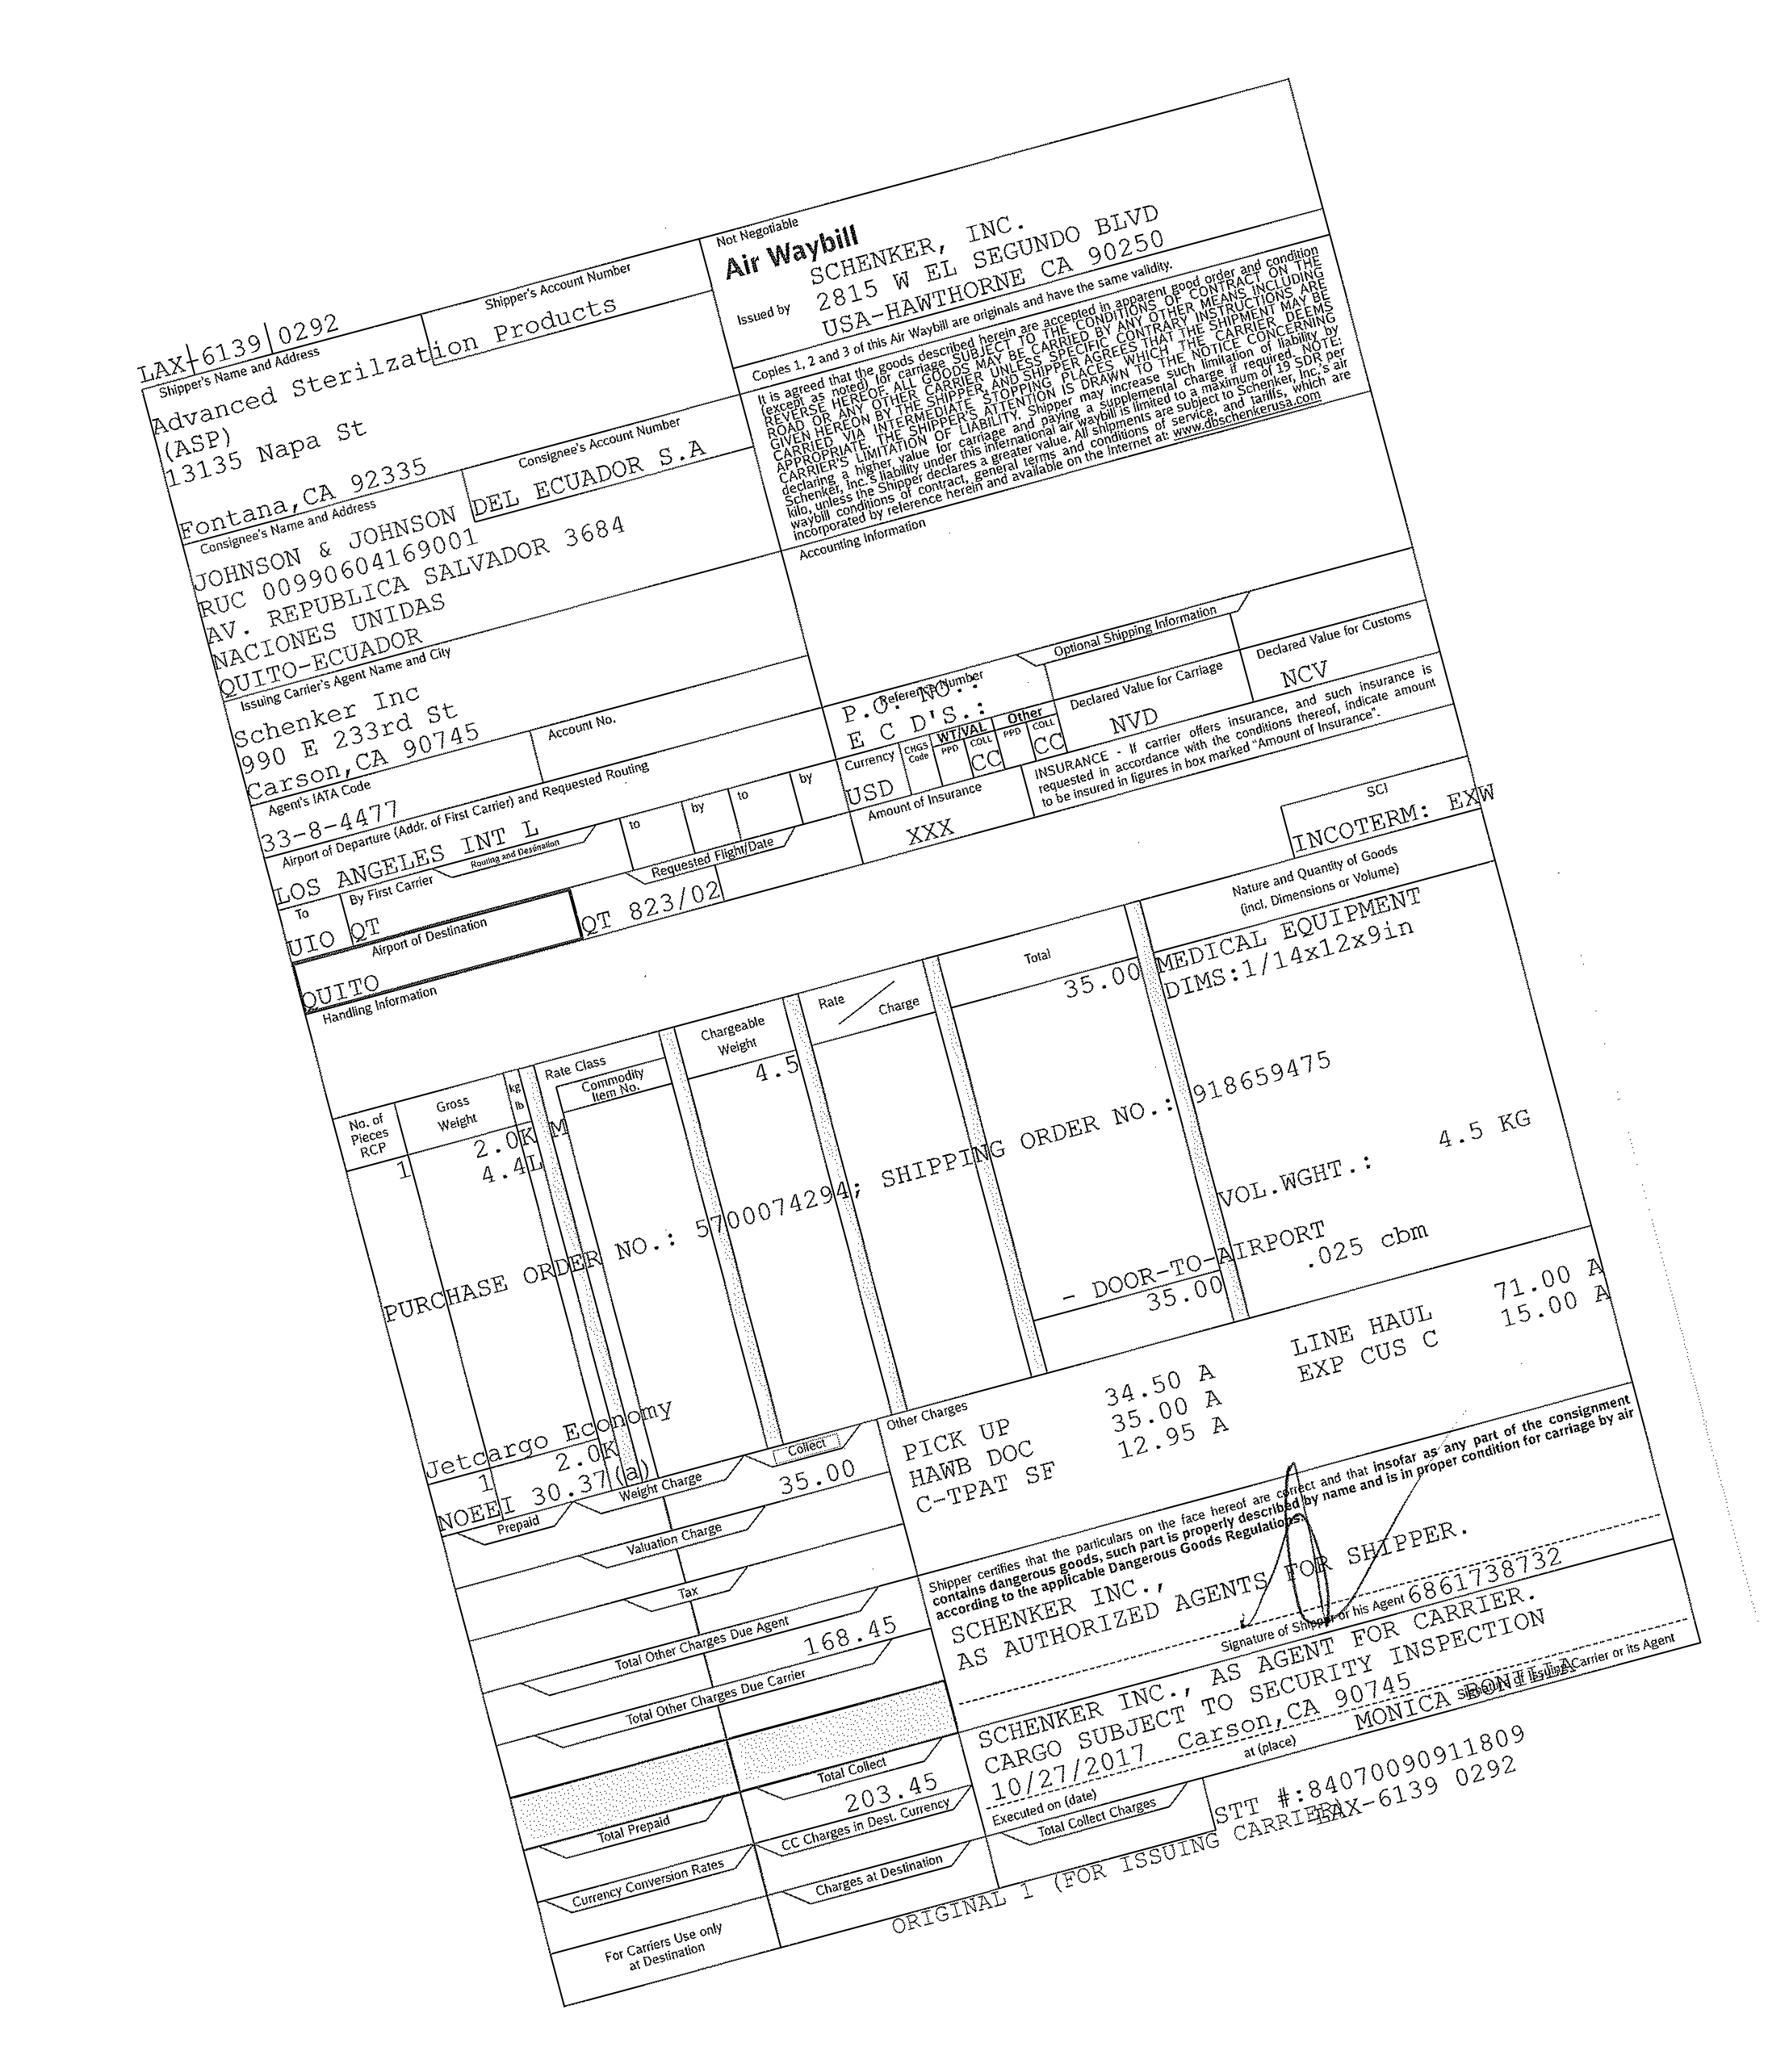 LAX-6139 0292
Shipper's Name and Address
Shipper's Account Number
Advanced Sterilzation Products
(ASP)
13135 Napa St
Fontana,CA 92335
Consignee's Name and Address
Consignee's Account Number
JOHNSON & JOHNSON DEL ECUADOR S.A
RUC 00990604169001
AV. REPUBLICA SALVADOR 3684
NACIONES UNIDAS
QUITO-ECUADOR
Issuing Carrier's Agent Name and City
Schenker Inc
990 E 233rd St
Carson,CA 90745
Agent's IATA Code
Account No.
33-8-4477
Airport of Departure (Addr. of First Carrier) and Requested Routing
LOS ANGELES INT L
To
By First Carrier
Routing and Destination
to
by
to
by
UIO QT
Airport of Destination
Requested Flight/Date
QUITO
QT 823/02
Not Negotiable
Air Waybill
Issued by
SCHENKER, INC.
2815 W EL SEGUNDO BLVD
USA-HAWTHORNE CA 90250
Copies 1, 2 and 3 of this Air Waybill are originals and have the same validity.
It is agreed that the goods described herein are accepted in apparent good order and condition
(except as noted) for carriage SUBJECT TO THE CONDITIONS OF CONTRACT ON THE
REVERSE HEREOF. ALL GOODS MAY BE CARRIED BY ANY OTHER MEANS INCLUDING
ROAD OR ANY OTHER CARRIER UNLESS SPECIFIC CONTRARY INSTRUCTIONS ARE
GIVEN HEREON BY THE SHIPPER, AND SHIPPER AGREES THAT THE SHIPMENT MAY BE
CARRIED VIA INTERMEDIATE STOPPING PLACES WHICH THE CARRIER DEEMS
APPROPRIATE. THE SHIPPER'S ATTENTION IS DRAWN TO THE NOTICE CONCERNING
CARRIER'S LIMITATION OF LIABILITY. Shipper may increase such limitation of liability by
declaring a higher value for carriage and paying a supplemental charge if required. NOTE:
Schenker, Inc.'s liability under this international air waybill is limited to a maximum of 19 SDR per
kilo, unless the Shipper declares a greater value. All shipments are subject to Schenker, Inc.'s air
waybill conditions of contract, general terms and conditions of service, and tariffs, which are
incorporated by reference herein and available on the Internet at: www.dbschenkerusa.com
Accounting Information
Reference Number
Optional Shipping Information
P.O. NO.:
E C D'S.:
Currency
CHGS Code
WT/VAL
PPD
COLL
Other
PPD
COLL
Declared Value for Carriage
Declared Value for Customs
USD
CC
CC
NVD
NCV
Amount of Insurance
XXX
INSURANCE - If carrier offers insurance, and such insurance is
requested in accordance with the conditions thereof, indicate amount
to be insured in figures in box marked "Amount of Insurance".
Handling Information
SCI
INCOTERM: EXW
No. of
Pieces
RCP
Gross
Weight
kg
lb
Rate Class
Commodity
Item No.
Chargeable
Weight
Rate
Charge
Total
Nature and Quantity of Goods
(incl. Dimensions or Volume)
1 2.0K M 4.5 35.00 MEDICAL EQUIPMENT
4.4L DIMS:1/14x12x9in
PURCHASE ORDER NO.: 5700074294; SHIPPING ORDER NO.: 918659475
VOL.WGHT.: 4.5 KG
- DOOR-TO-AIRPORT
Jetcargo Economy
1 2.0K 35.00 .025 cbm
NOEEI 30.37(a)
Prepaid
Weight Charge
Collect
35.00
Valuation Charge
Tax
Total Other Charges Due Agent
168.45
Total Other Charges Due Carrier
Total Prepaid
Total Collect
203.45
Currency Conversion Rates
CC Charges in Dest. Currency
For Carriers Use only
at Destination
Charges at Destination
Other Charges
PICK UP 34.50 A LINE HAUL 71.00 A
HAWB DOC 35.00 A EXP CUS C 15.00 A
C-TPAT SF 12.95 A
Shipper certifies that the particulars on the face hereof are correct and that insofar as any part of the consignment
contains dangerous goods, such part is properly described by name and is in proper condition for carriage by air
according to the applicable Dangerous Goods Regulations.
SCHENKER INC.,
AS AUTHORIZED AGENTS FOR SHIPPER.
Signature of Shipper or his Agent 6861738732
SCHENKER INC., AS AGENT FOR CARRIER.
CARGO SUBJECT TO SECURITY INSPECTION
10/27/2017 Carson,CA 90745
MONICA BONILLA
Executed on (date)
at (place)
Signature of Issuing Carrier or its Agent
Total Collect Charges
STT #:84070090911809
LAX-6139 0292
ORIGINAL 1 (FOR ISSUING CARRIER)